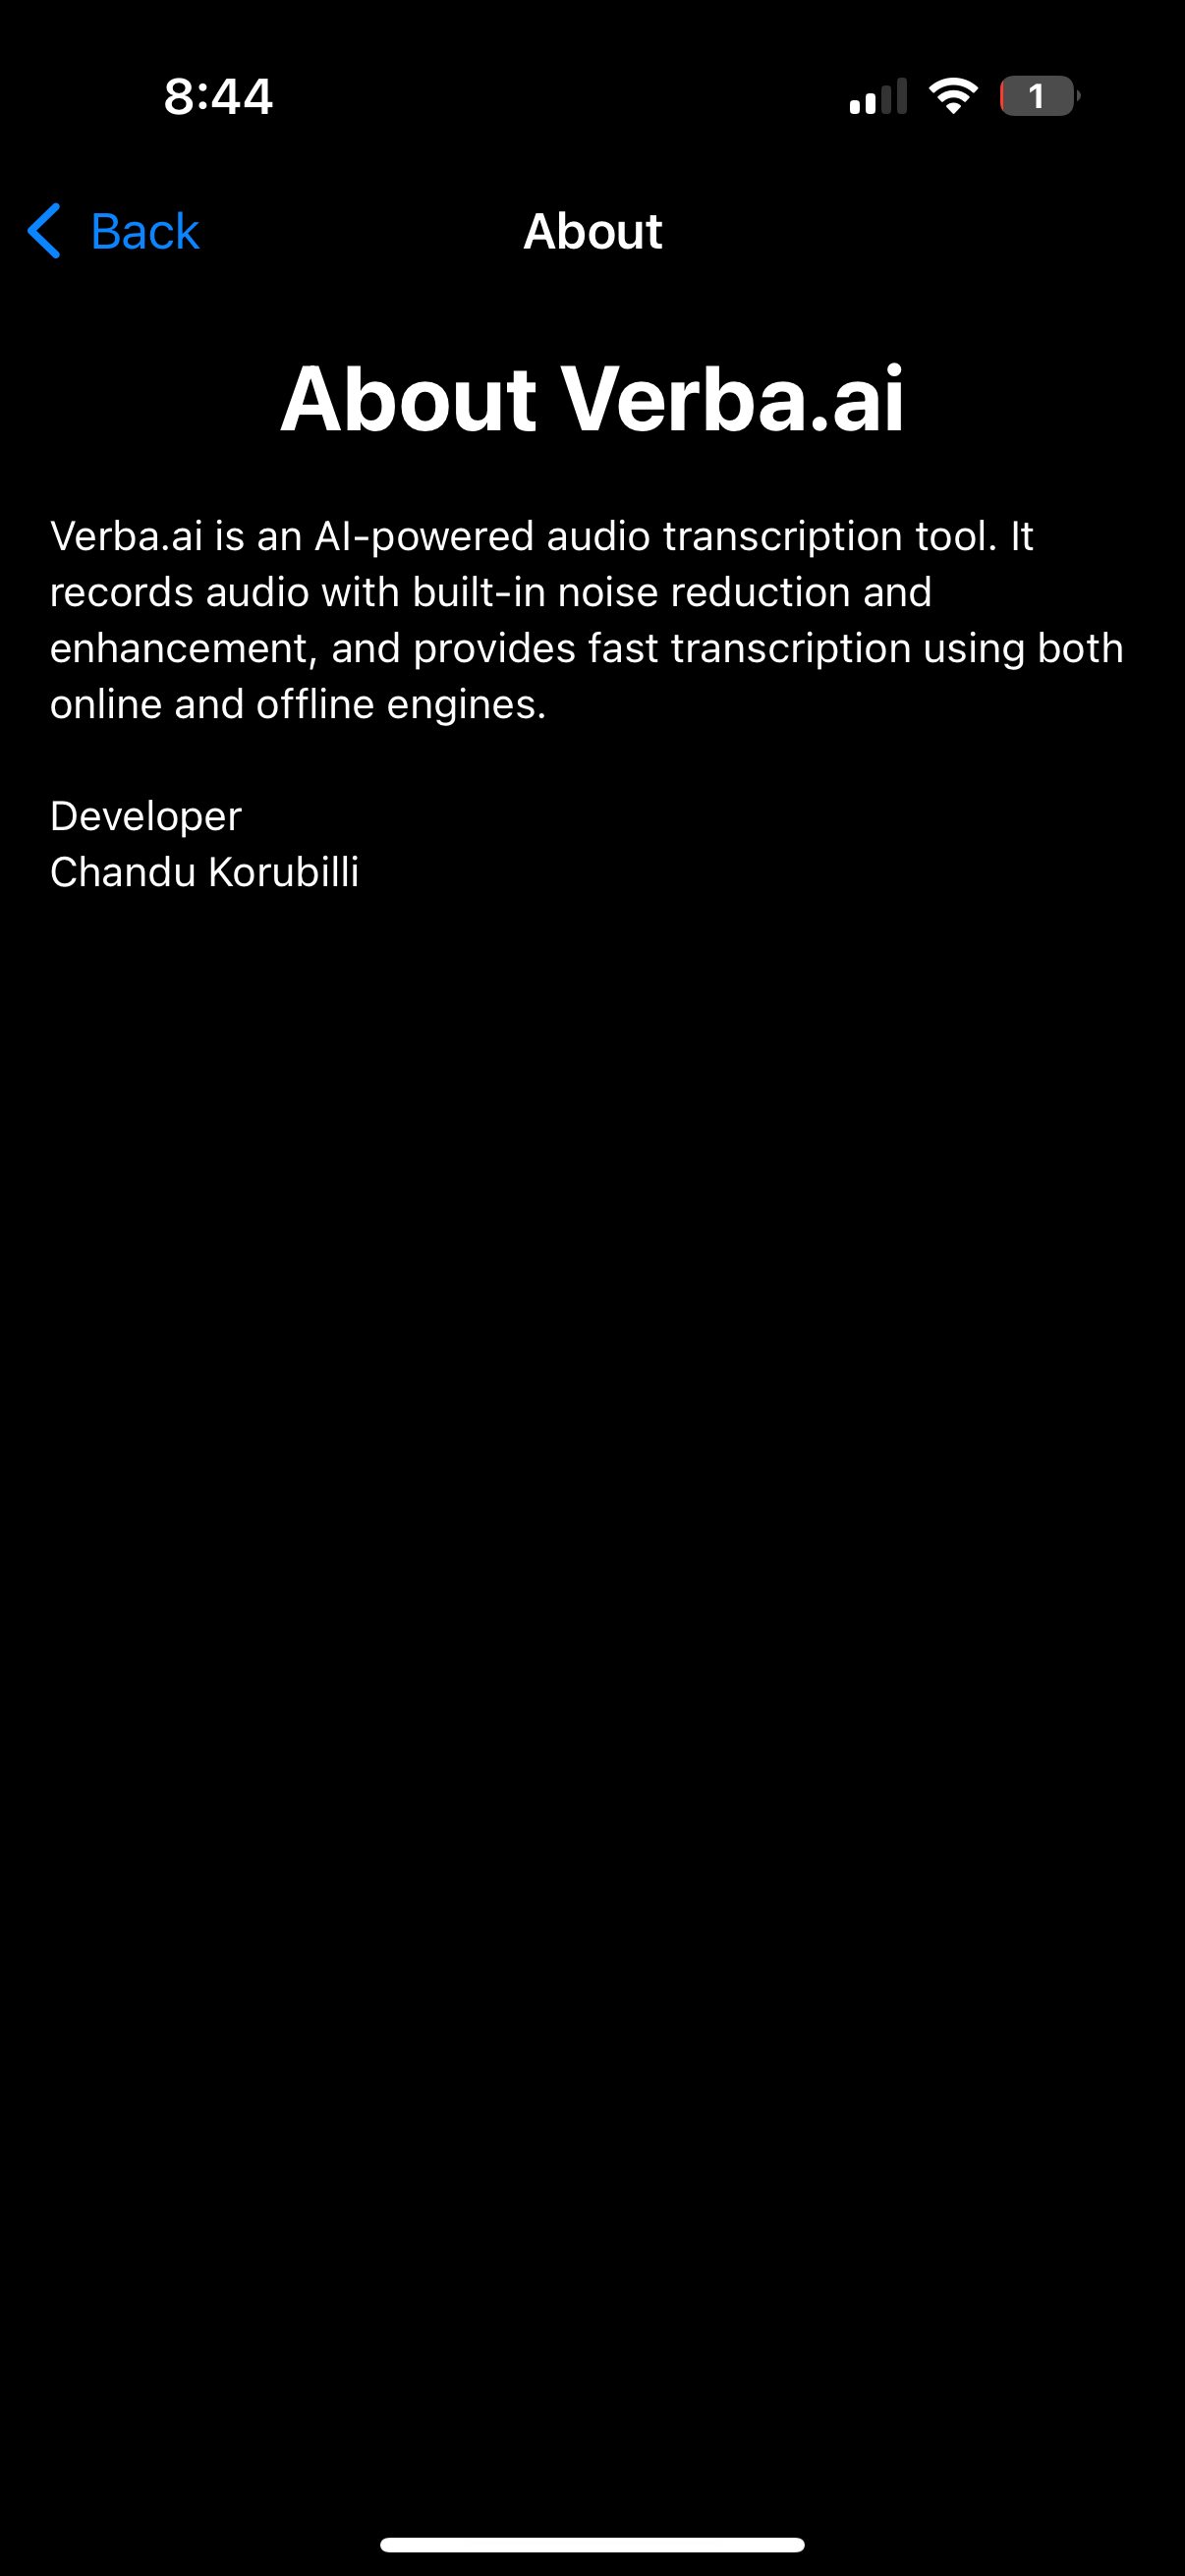 8:44
1
Back
About
About Verba.ai
Verba.ai is an AI-powered audio transcription tool. It
records audio with built-in noise reduction and
enhancement, and provides fast transcription using both
online and offline engines.
Developer
Chandu Korubilli